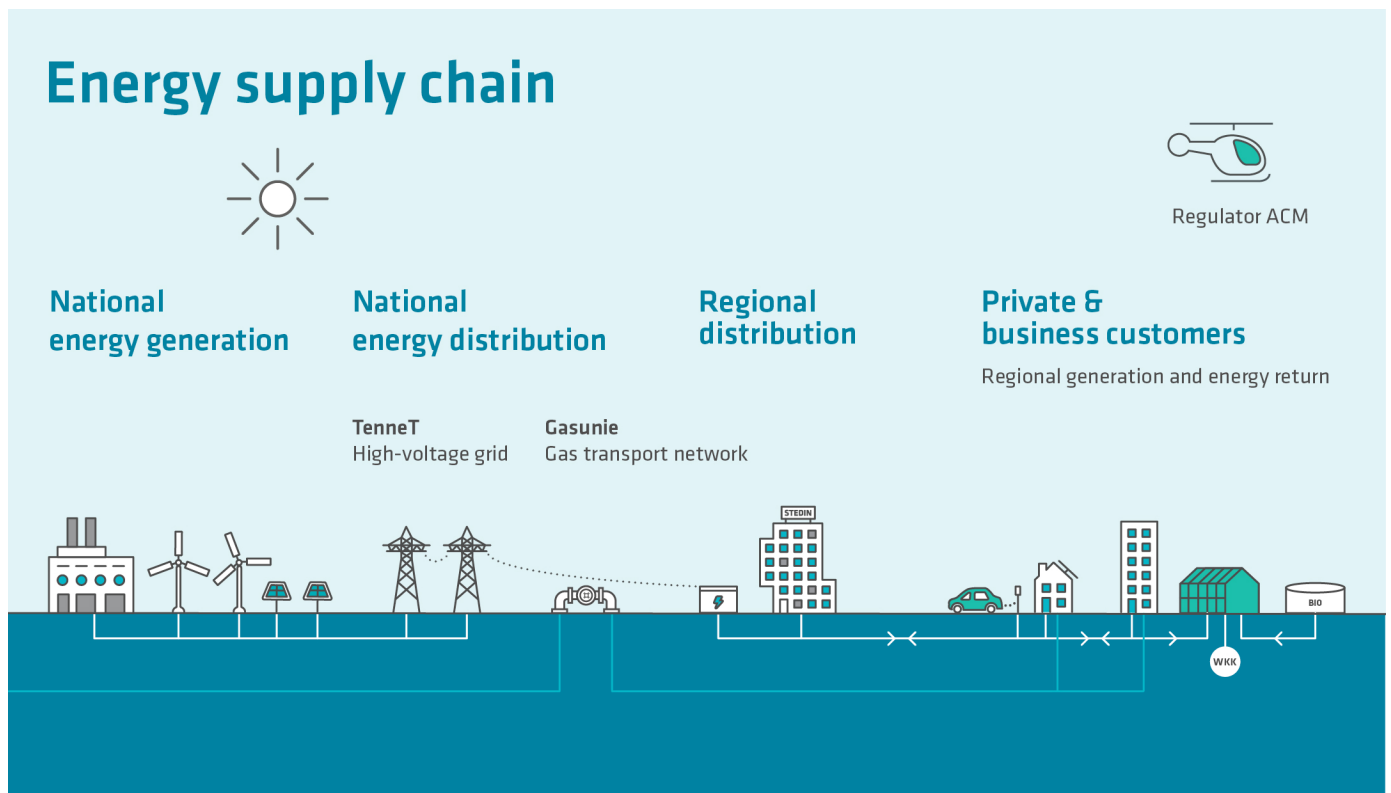 Energy supply chain
Regulator ACM
National
energy generation
National
energy distribution
Regional
distribution
Private &
business customers
Regional generation and energy return
TenneT
High-voltage grid
Gasunie
Gas transport network
STEDIN
BIO
WKK